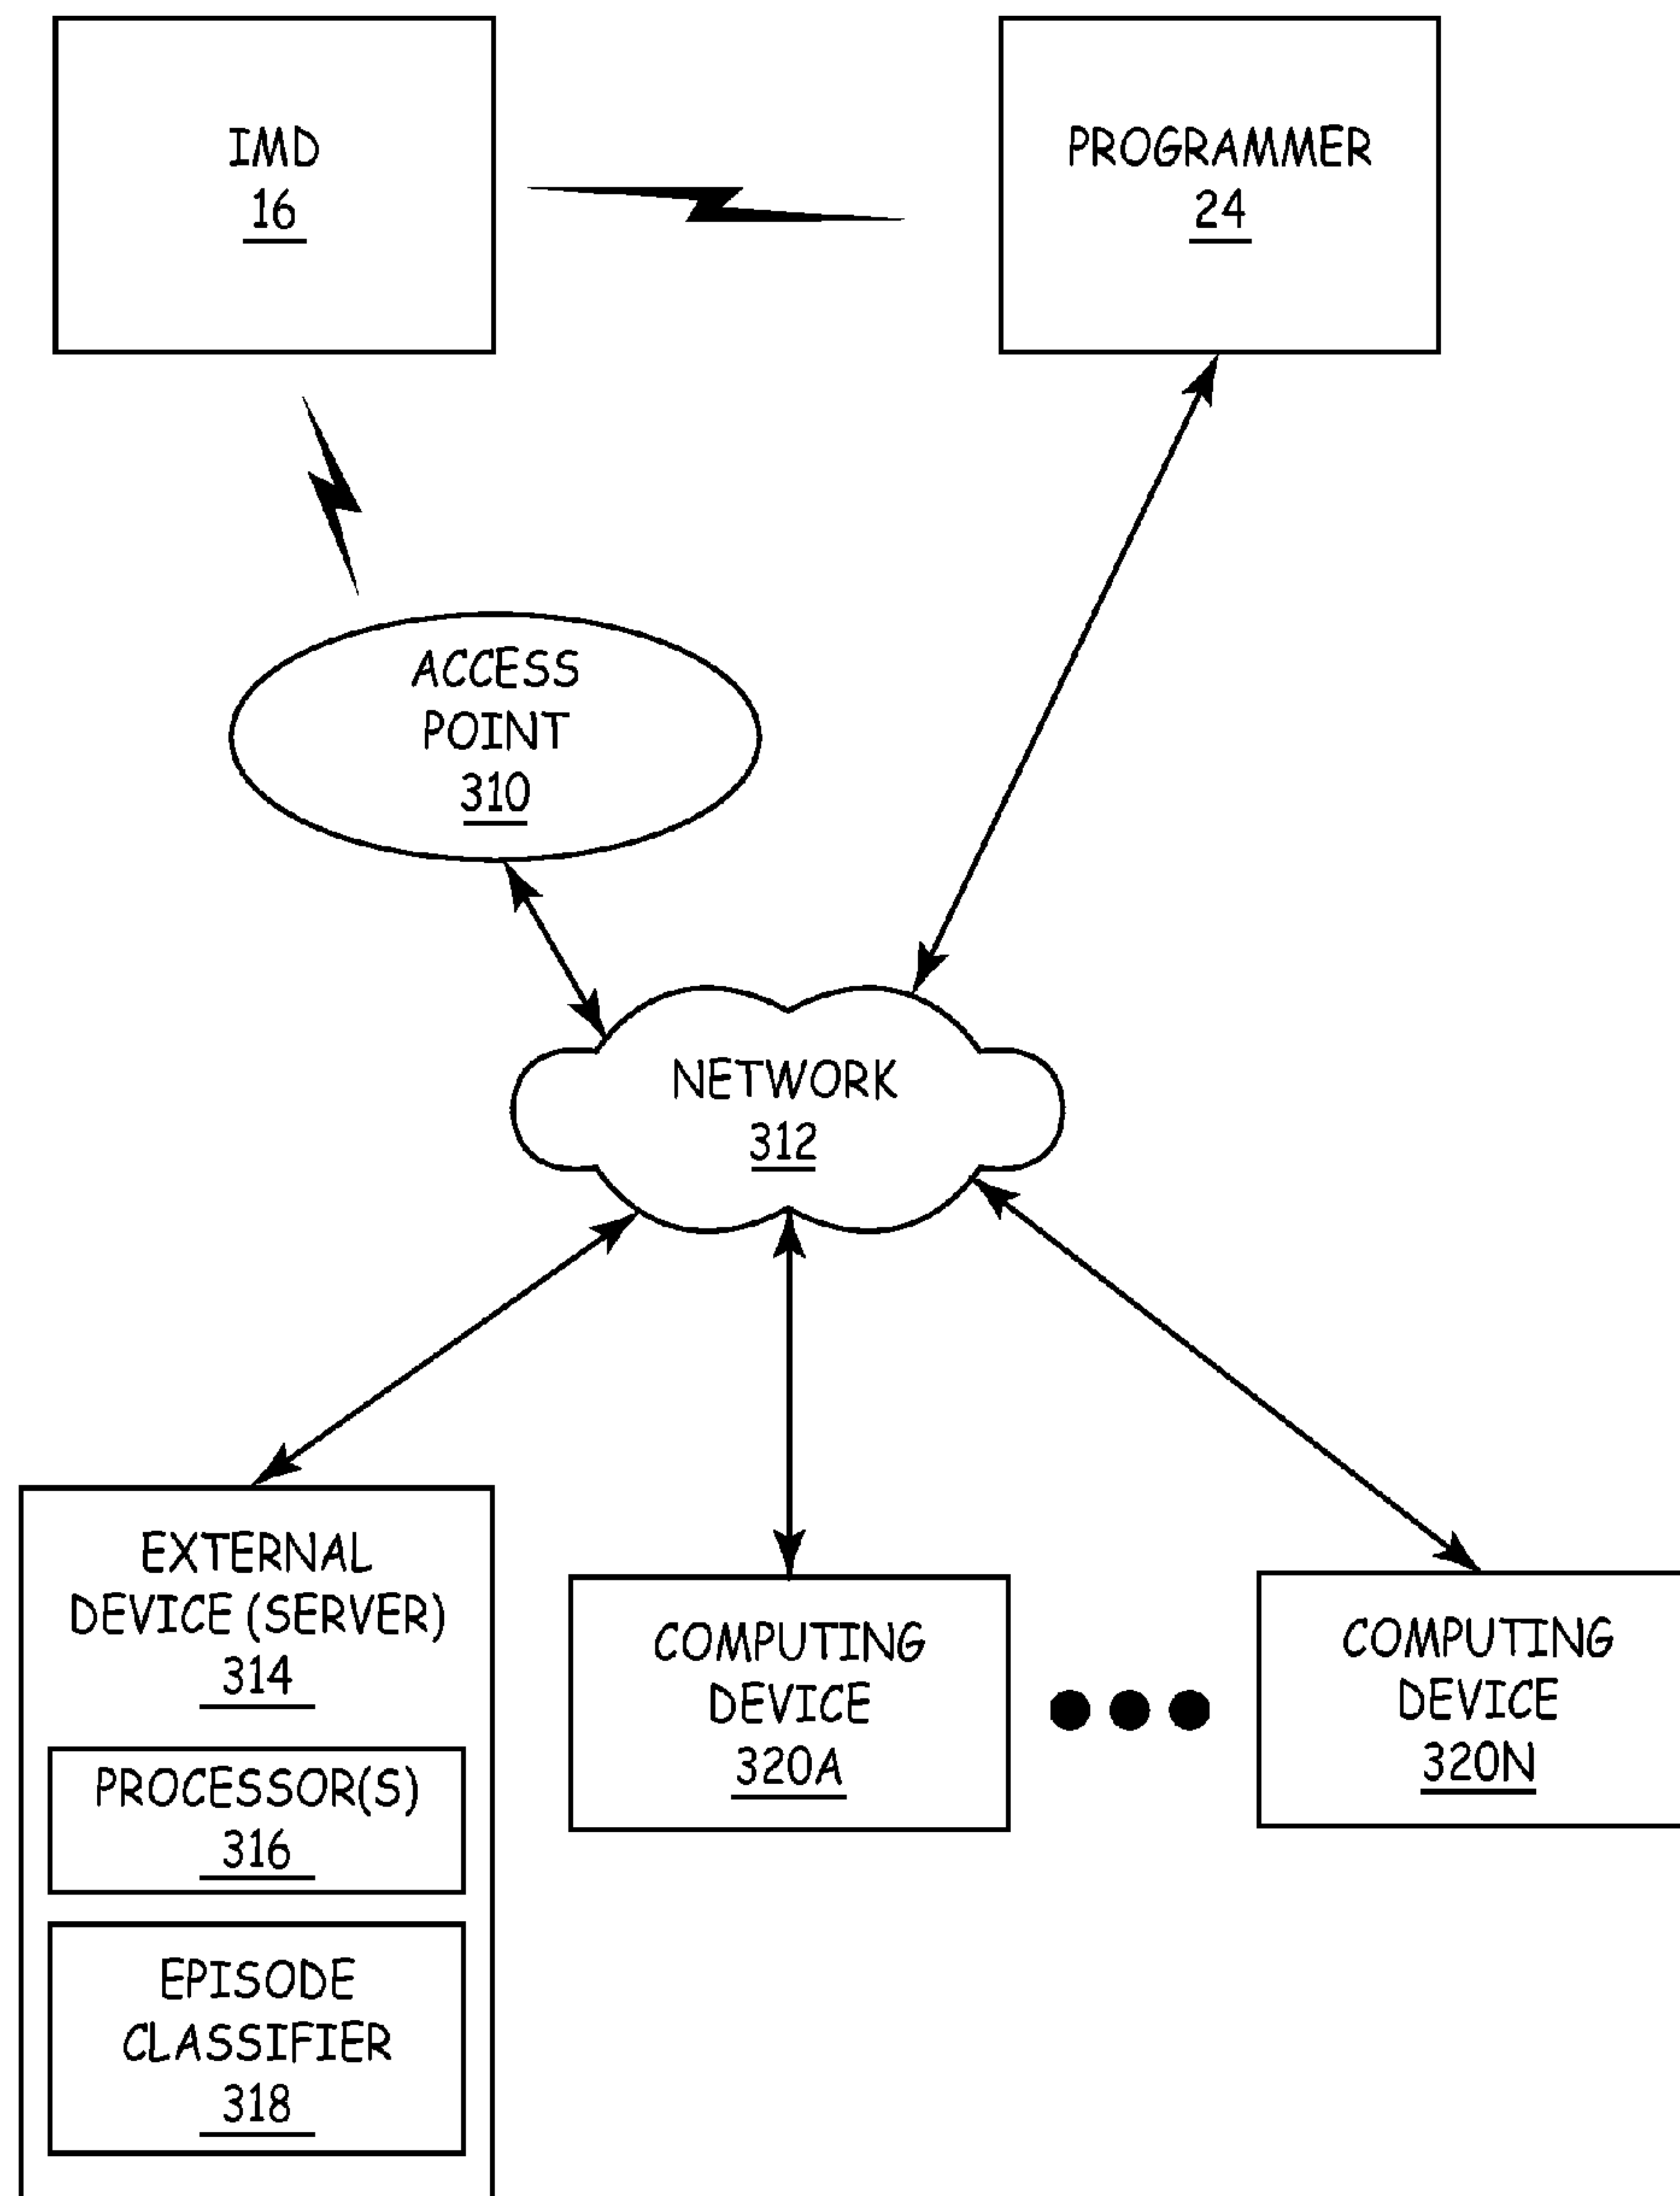 IMD
16
PROGRAMMER
24
ACCESS
POINT
310
NETWORK
312
EXTERNAL
DEVICE (SERVER)
314
PROCESSOR(S)
316
EPISODE
CLASSIFIER
318
COMPUTING
DEVICE
320A
COMPUTING
DEVICE
320N